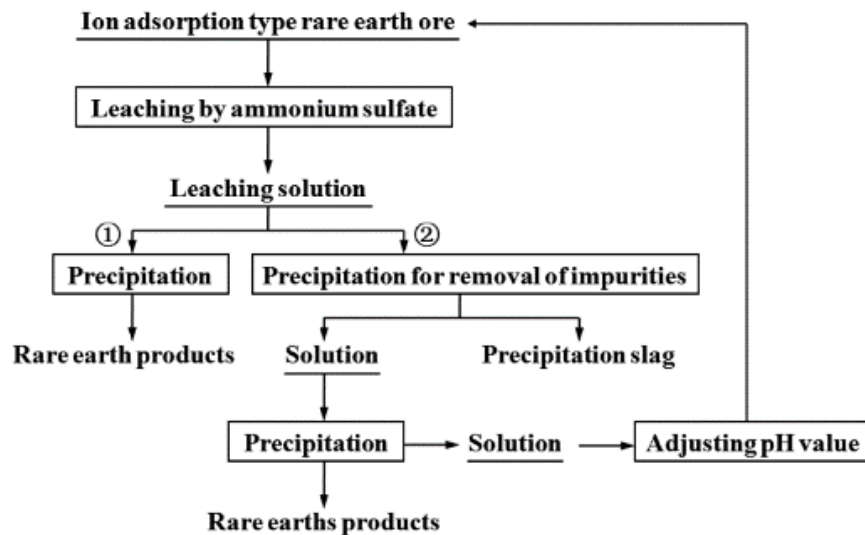 Ion adsorption type rare earth ore
Leaching by ammonium sulfate
Leaching solution
① ②
Precipitation Precipitation for removal of impurities
Rare earth products Solution Precipitation slag
Precipitation Solution Adjusting pH value
Rare earths products